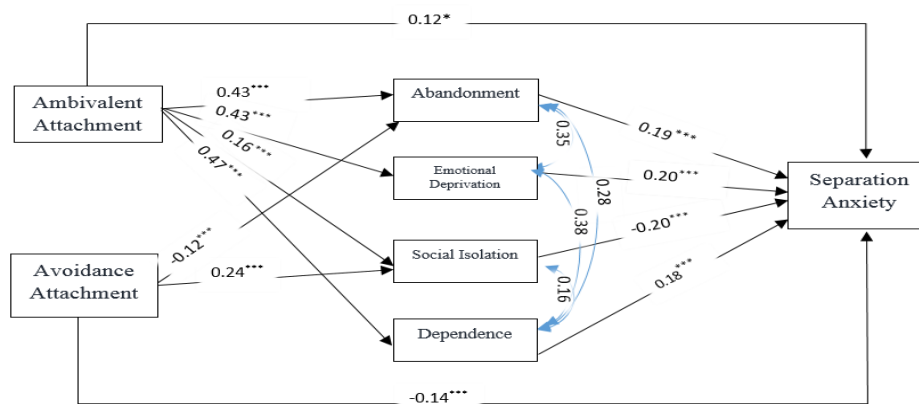 0.12*
Ambivalent
Attachment
0.43***
0.43***
0.16***
0.47***
Abandonment
0.35
0.19***
Emotional
Deprivation
0.28
0.20***
Separation
Anxiety
0.38
Avoidance
Attachment
-0.12***
0.24***
Social Isolation
-0.20***
0.16
0.18***
Dependence
-0.14***